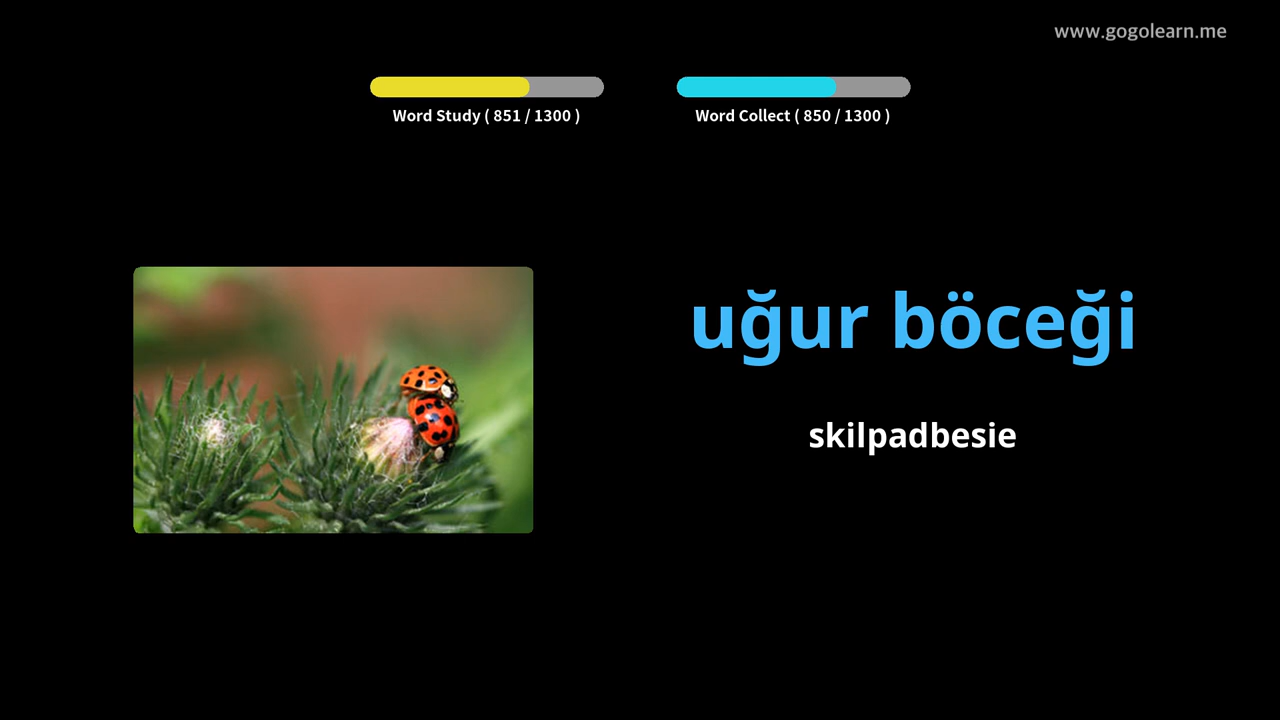 www.gogolearn.me
Word Study ( 851 / 1300 )
Word Collect ( 850 / 1300 )
uğur böceği
skilpadbesie